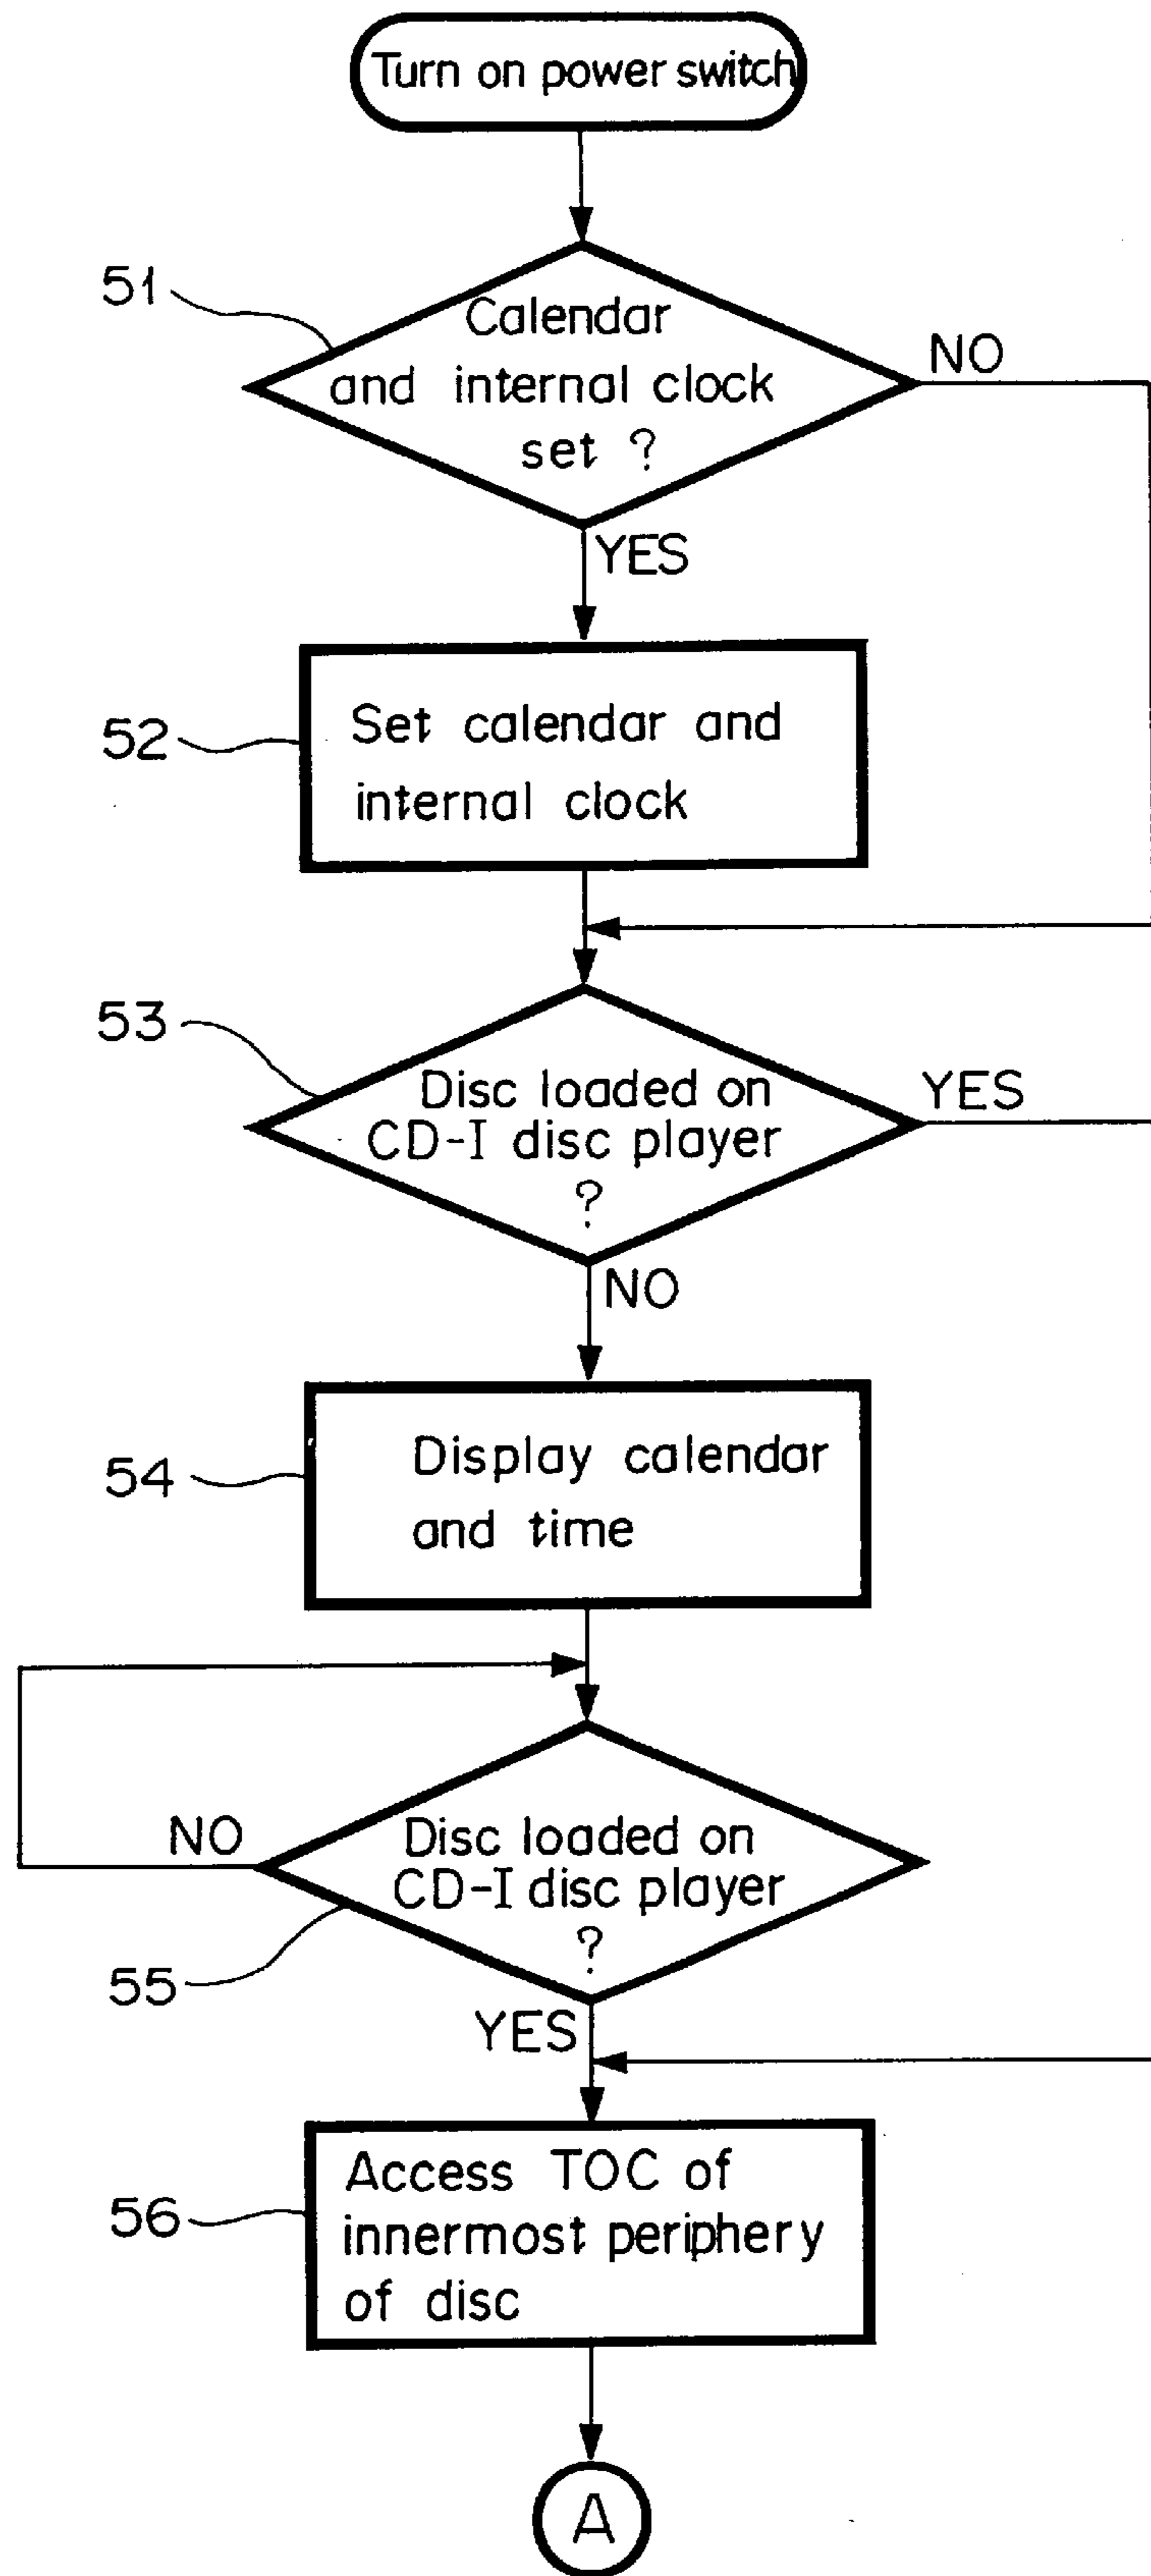 Turn on power switch
51
Calendar
and internal clock
set ?
NO
YES
52
Set calendar and
internal clock
53
Disc loaded on
CD-I disc player
?
YES
NO
54
Display calendar
and time
NO
Disc loaded on
CD-I disc player
?
55
YES
56
Access TOC of
innermost periphery
of disc
A